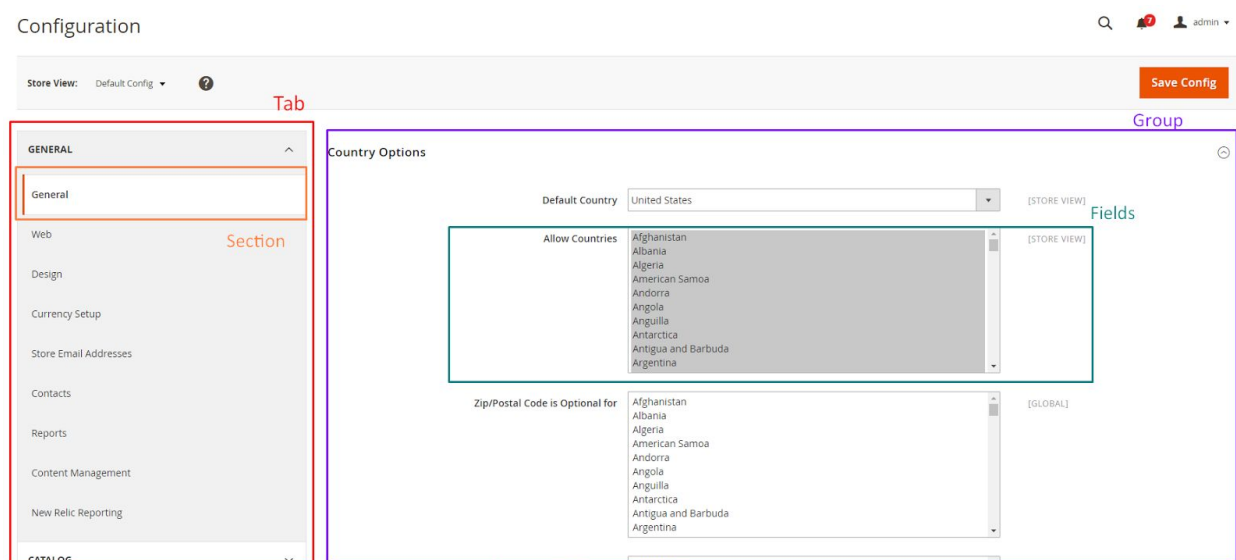 Configuration
7
admin
Store View: Default Config ?
Save Config
Tab
Group
GENERAL
Country Options
General
Default Country United States [STORE VIEW]
Fields
Web
Section
Allow Countries Afghanistan [STORE VIEW]
Albania
Algeria
American Samoa
Andorra
Angola
Anguilla
Antarctica
Antigua and Barbuda
Argentina
Design
Currency Setup
Store Email Addresses
Contacts
Reports
Content Management
New Relic Reporting
CATALOG
Zip/Postal Code is Optional for Afghanistan [GLOBAL]
Albania
Algeria
American Samoa
Andorra
Angola
Anguilla
Antarctica
Antigua and Barbuda
Argentina